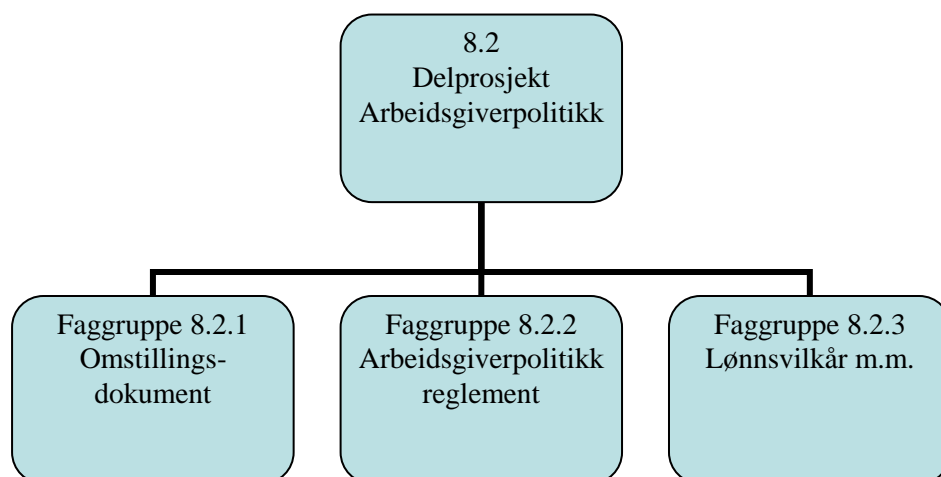 8.2
Delprosjekt
Arbeidsgiverpolitikk
Faggruppe 8.2.1
Omstillings-
dokument
Faggruppe 8.2.2
Arbeidsgiverpolitikk
reglement
Faggruppe 8.2.3
Lønnsvilkår m.m.